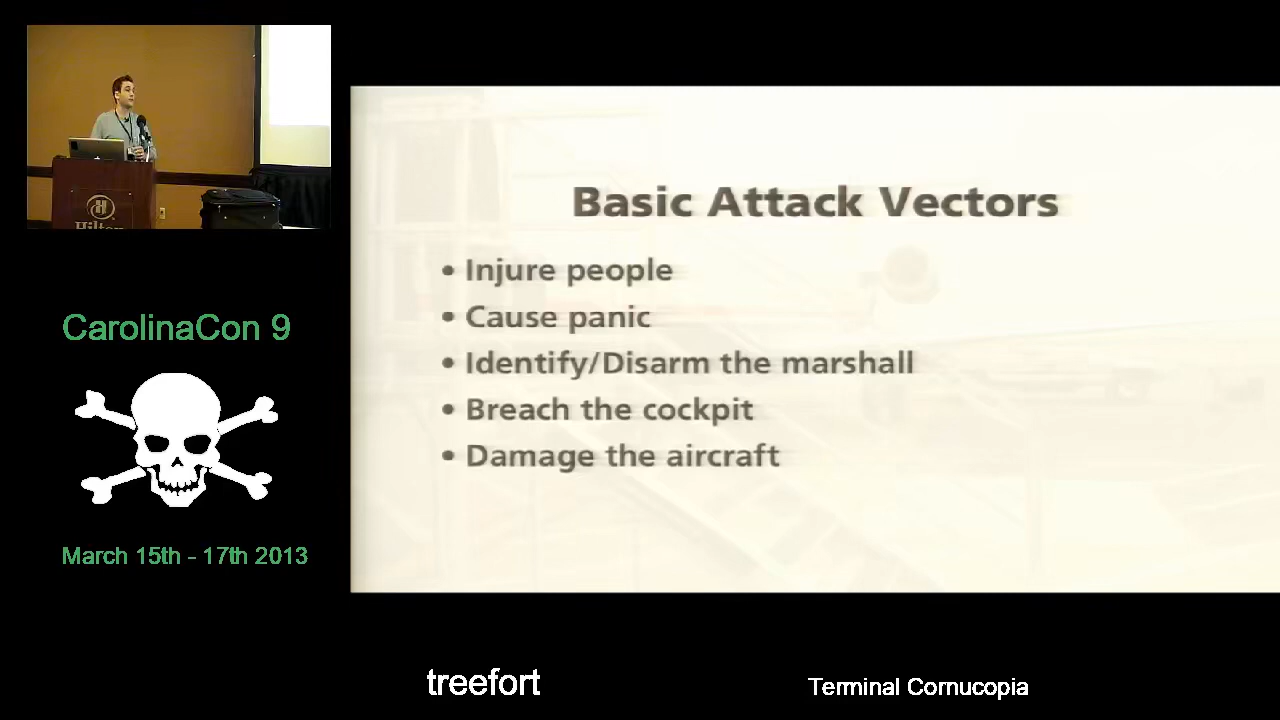 H
Hilton
CarolinaCon 9
March 15th - 17th 2013
Basic Attack Vectors
• Injure people
• Cause panic
• Identify/Disarm the marshall
• Breach the cockpit
• Damage the aircraft
treefort
Terminal Cornucopia